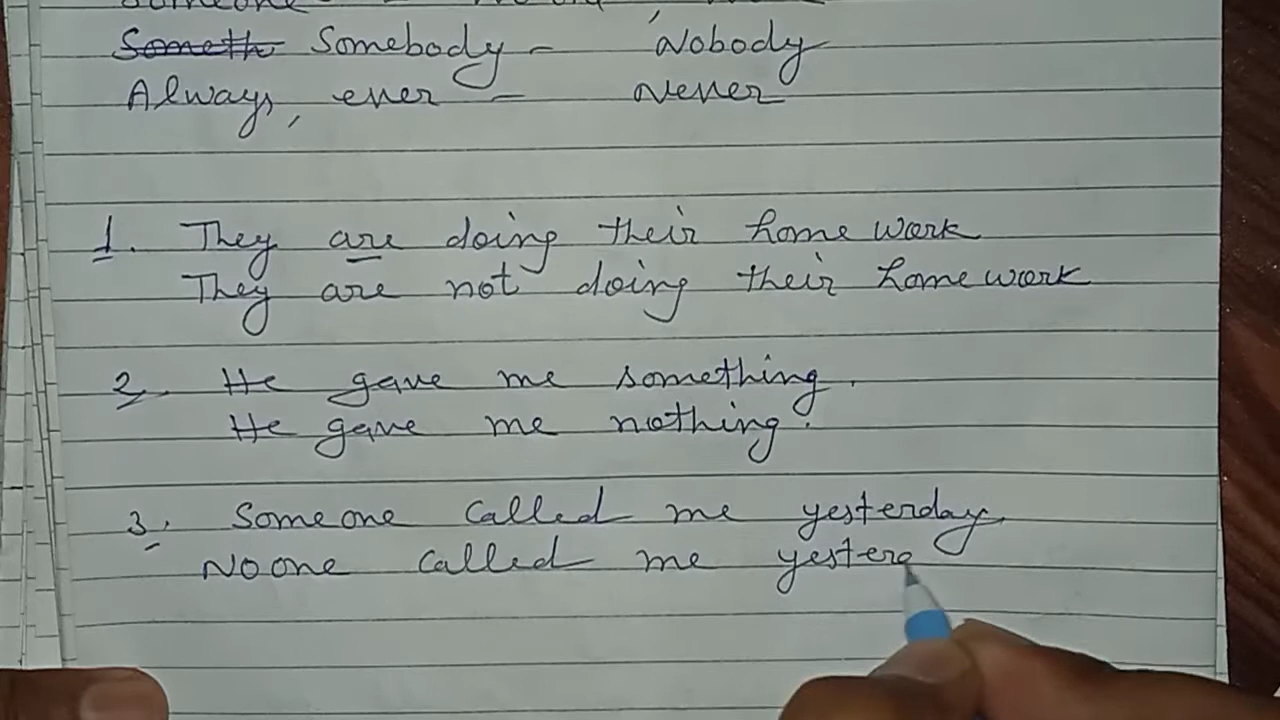 Someone -
Someth Somebody - Nobody
Always, ever - Never
1. They are doing their home work
They are not doing their homework
2. He gave me something.
He gave me nothing.
3. Someone called me yesterday.
Noone called me yester